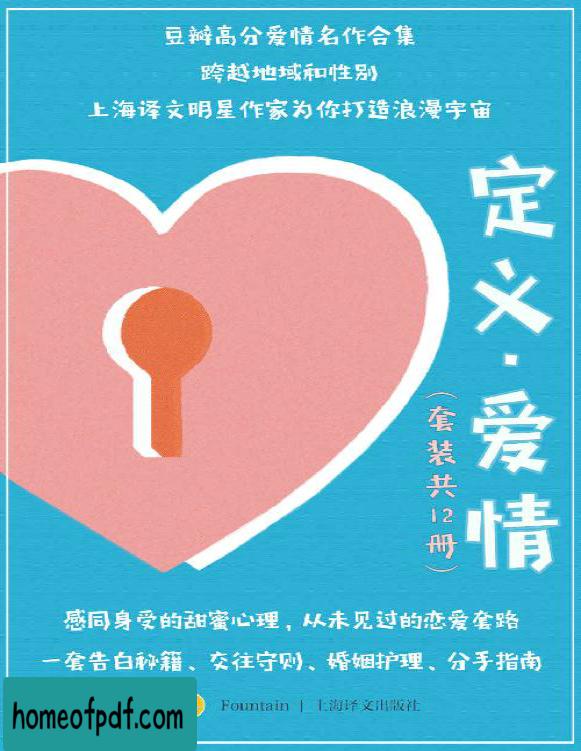 豆瓣高分爱情名作合集
跨越地域和性别
上海译文明星作家为你打造浪漫宇宙
定义·爱情
（套装共12册）
感同身受的甜蜜心理，从未见过的恋爱套路
一套告白秘籍、交往守则、婚姻护理、分手指南
Fountain | 上海译文出版社
homeofpdf.com